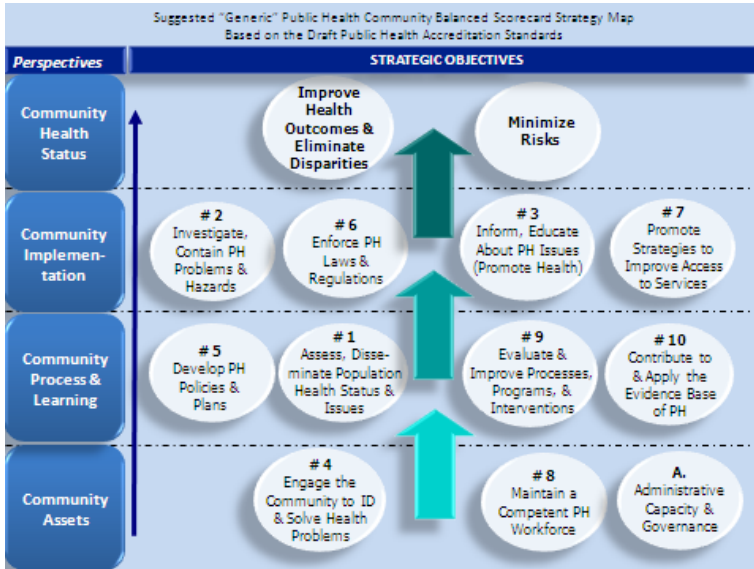 Suggested “Generic” Public Health Community Balanced Scorecard Strategy Map
Based on the Draft Public Health Accreditation Standards
Perspectives
STRATEGIC OBJECTIVES
Community
Health
Status
Improve
Health
Outcomes &
Eliminate
Disparities
Minimize
Risks
Community
Implemen-
tation
# 2
Investigate,
Contain PH
Problems &
Hazards
# 6
Enforce PH
Laws &
Regulations
# 3
Inform, Educate
About PH Issues
(Promote Health)
# 7
Promote
Strategies to
Improve Access
to Services
Community
Process &
Learning
# 5
Develop PH
Policies &
Plans
# 1
Assess, Disse-
minate Population
Health Status &
Issues
# 9
Evaluate &
Improve Processes,
Programs, &
Interventions
# 10
Contribute to
& Apply the
Evidence Base
of PH
Community
Assets
# 4
Engage the
Community to ID
& Solve Health
Problems
# 8
Maintain a
Competent PH
Workforce
A.
Administrative
Capacity &
Governance